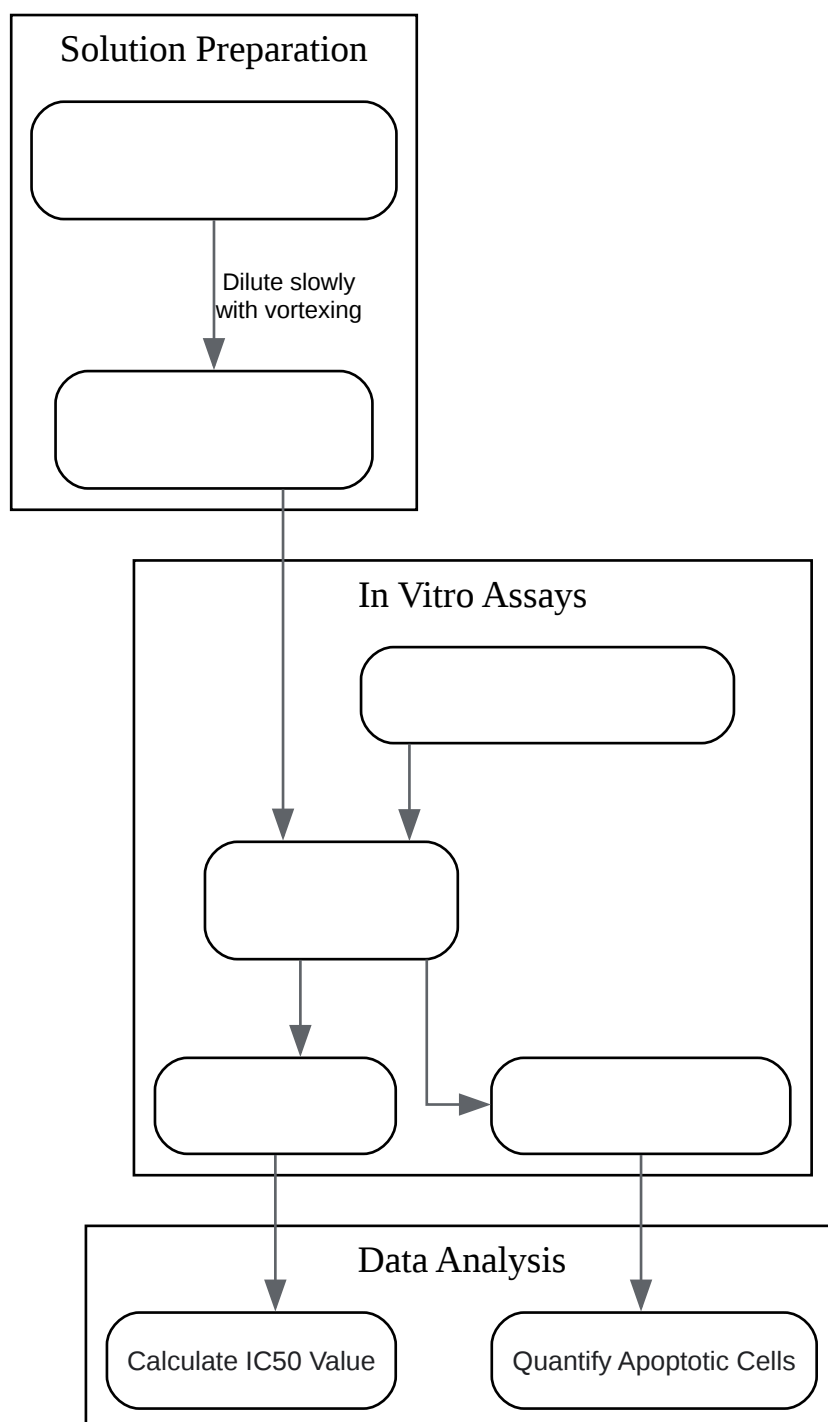 Solution Preparation
Dilute slowly
with vortexing
In Vitro Assays
Data Analysis
Calculate IC50 Value
Quantify Apoptotic Cells